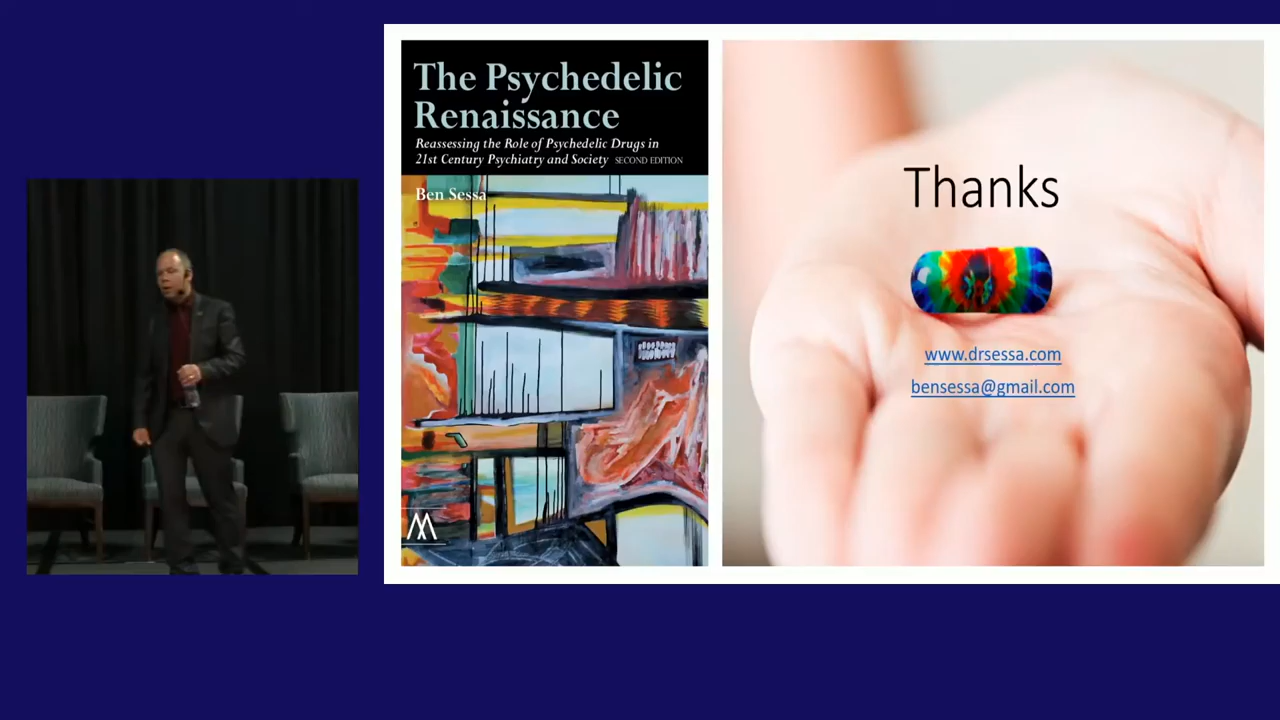 The Psychedelic
Renaissance
Reassessing the Role of Psychedelic Drugs in
21st Century Psychiatry and Society SECOND EDITION
Ben Sessa
Thanks
www.drsessa.com
bensessa@gmail.com